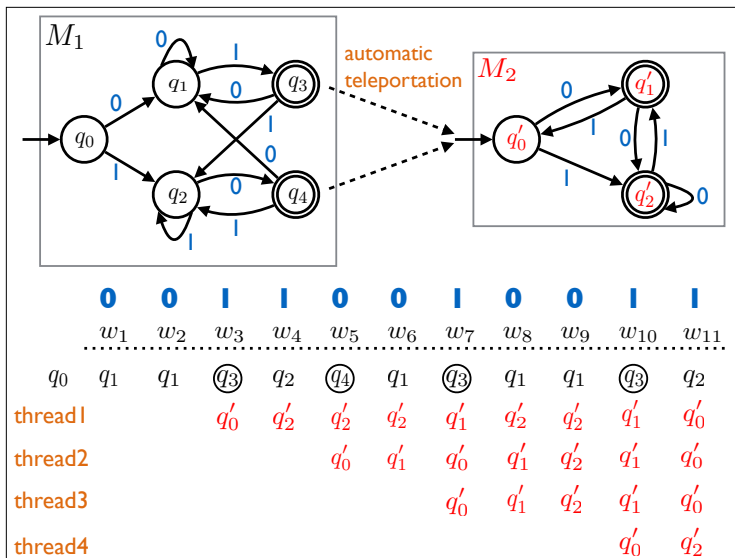 M₁
automatic
teleportation
M₂
0
0
1
0
1
0
1
0
0
1
1
q₀
q₁
q₃
q₂
q₄
0
1
0
1
1
0
q′₀
q′₁
q′₂
0 0 1 1 0 0 1 0 0 1 1
w₁ w₂ w₃ w₄ w₅ w₆ w₇ w₈ w₉ w₁₀ w₁₁
q₀ q₁ q₁ q₃ q₂ q₄ q₁ q₃ q₁ q₁ q₃ q₂
thread1 q′₀ q′₂ q′₂ q′₂ q′₁ q′₂ q′₂ q′₁ q′₀
thread2 q′₀ q′₁ q′₀ q′₁ q′₂ q′₁ q′₀
thread3 q′₀ q′₁ q′₂ q′₁ q′₀
thread4 q′₀ q′₂